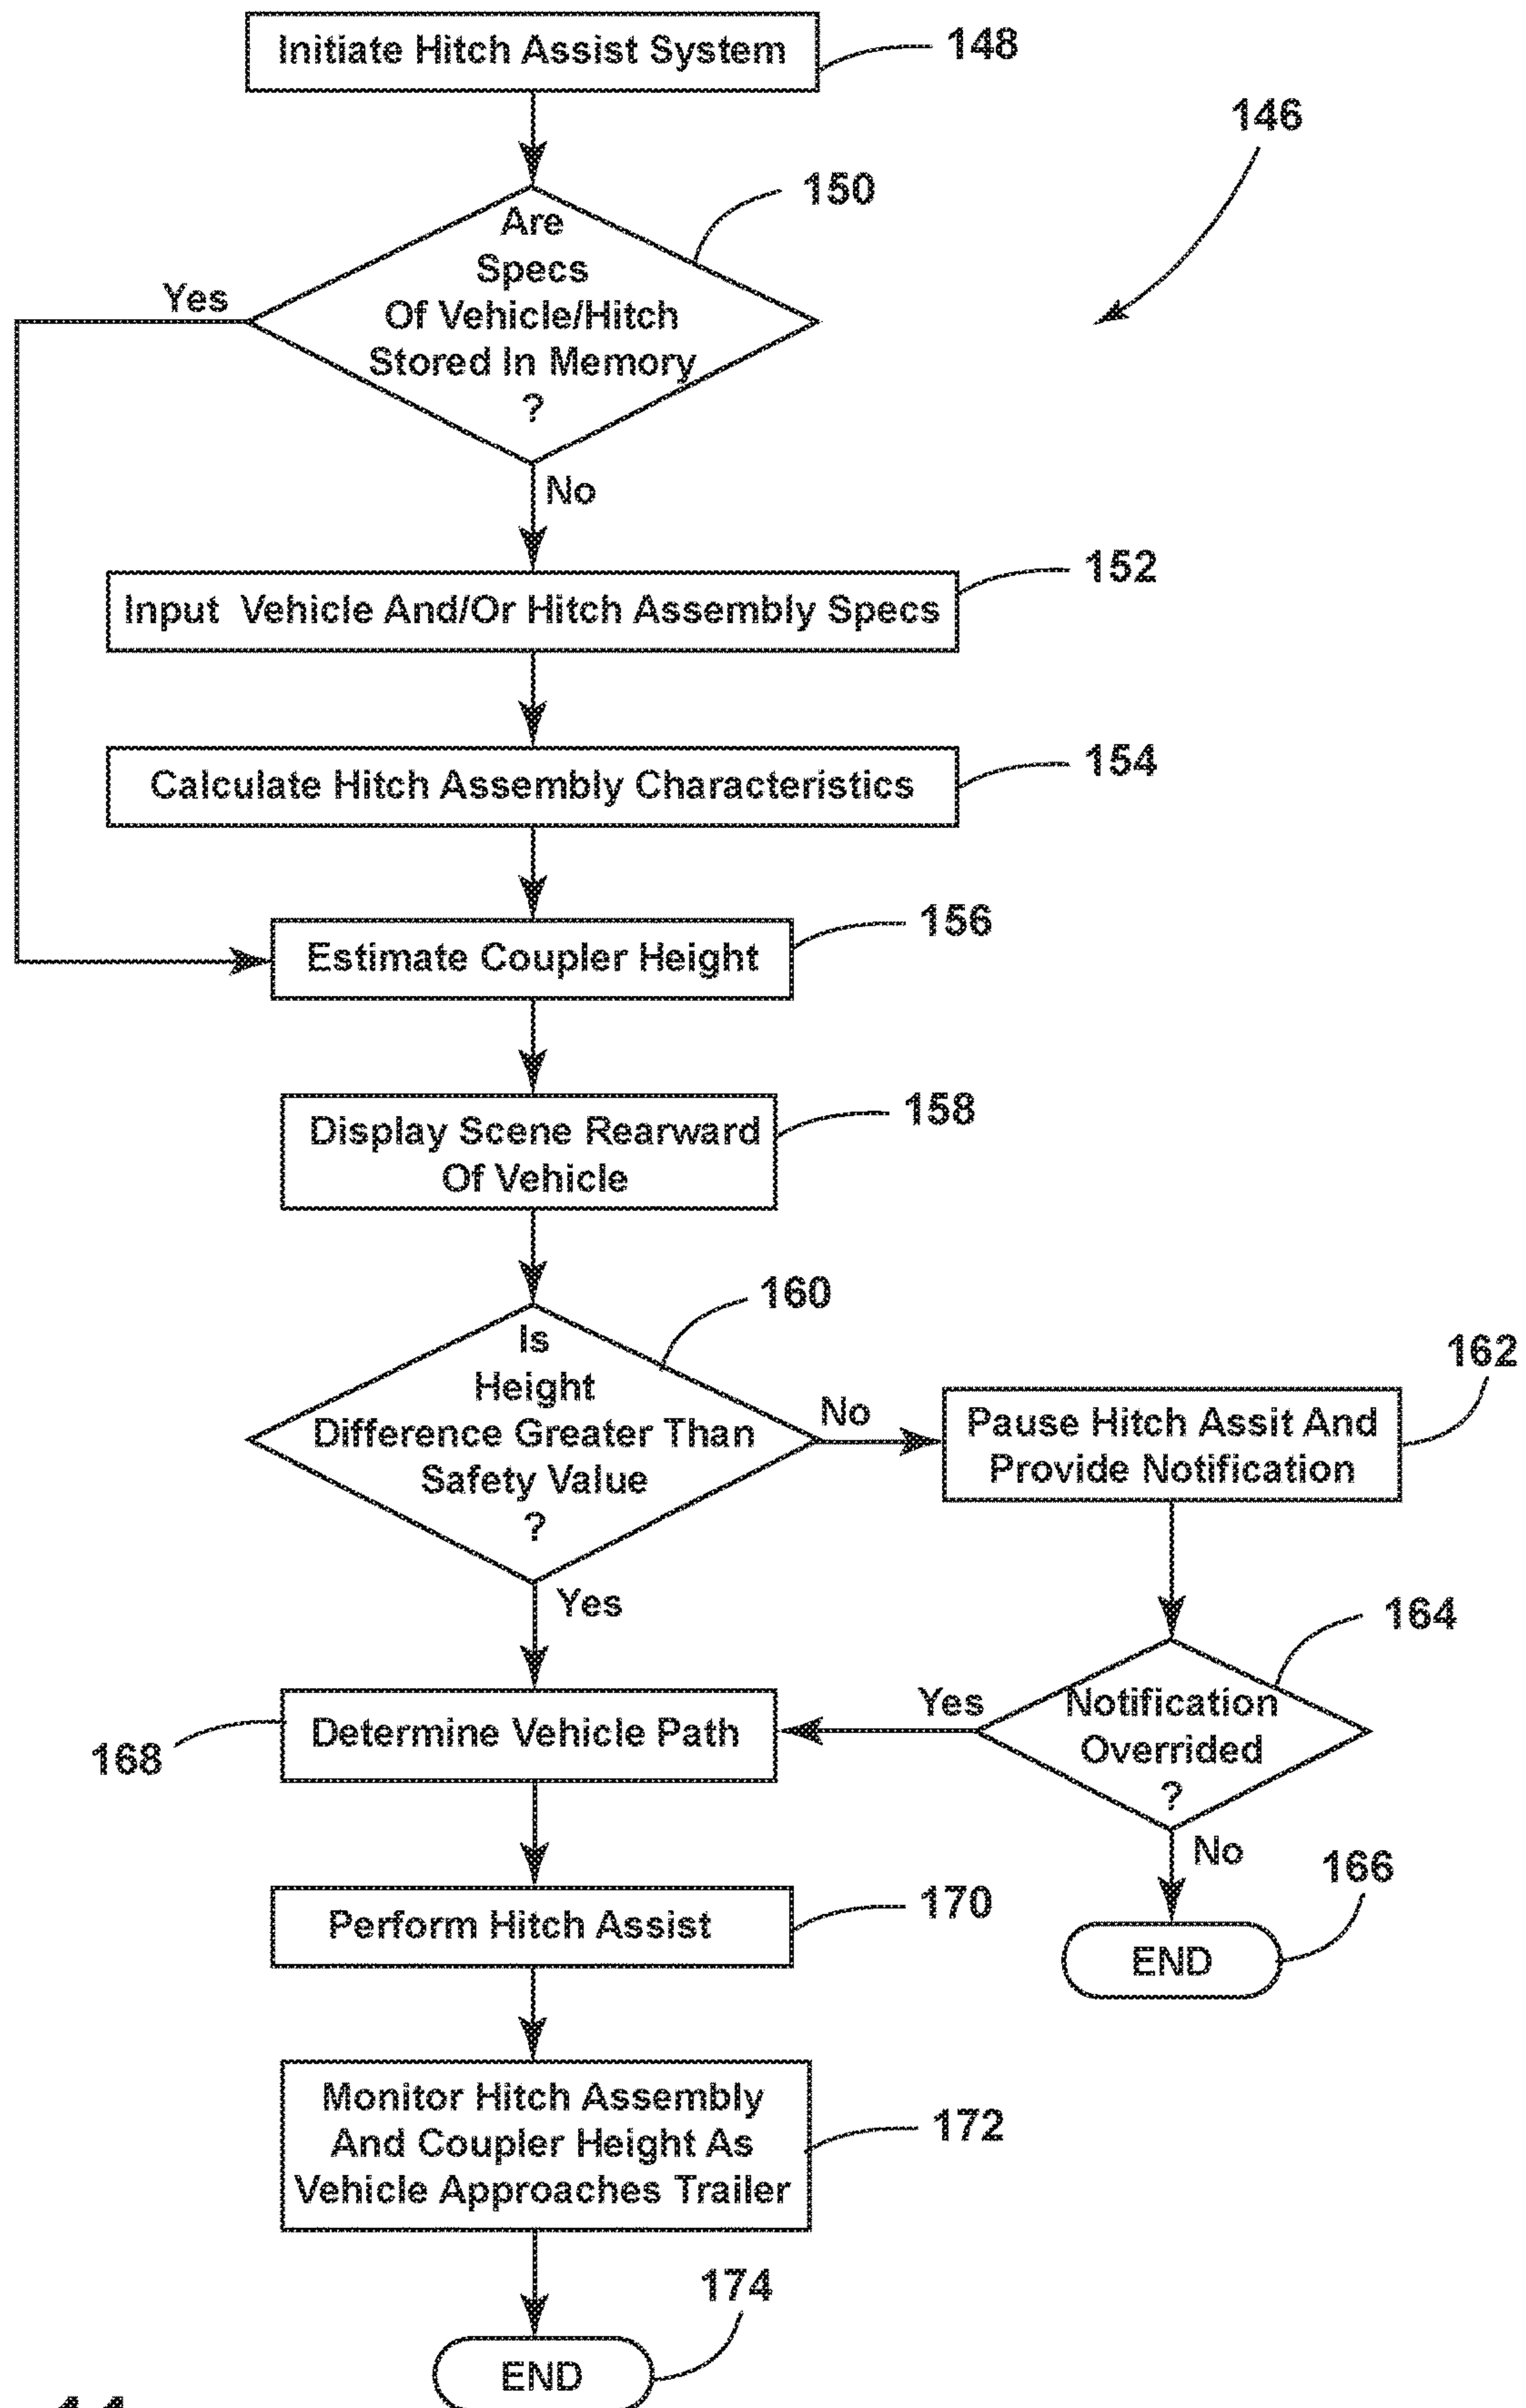 Initiate Hitch Assist System
148
146
150
Are
Specs
Of Vehicle/Hitch
Stored In Memory
?
Yes
No
152
Input Vehicle And/Or Hitch Assembly Specs
154
Calculate Hitch Assembly Characteristics
156
Estimate Coupler Height
158
Display Scene Rearward
Of Vehicle
160
Is
Height
Difference Greater Than
Safety Value
?
No
162
Pause Hitch Assit And
Provide Notification
Yes
164
Notification
Overrided
?
Yes
168
Determine Vehicle Path
No
166
END
170
Perform Hitch Assist
172
Monitor Hitch Assembly
And Coupler Height As
Vehicle Approaches Trailer
174
END